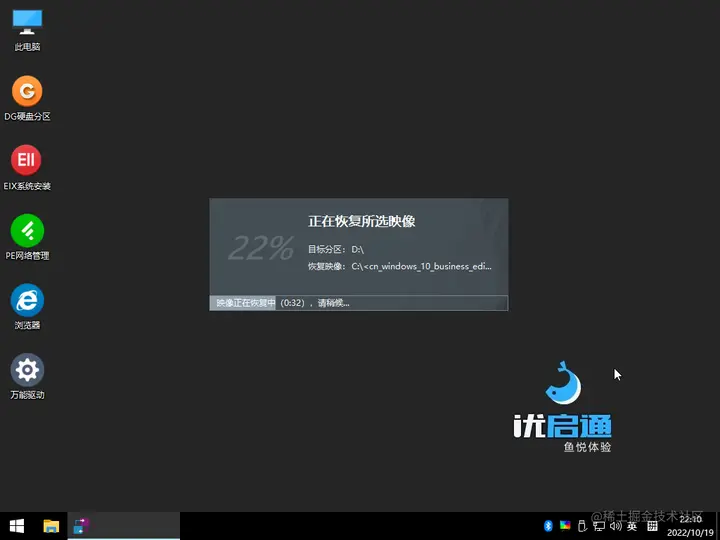 此电脑
DG硬盘分区
EIX系统安装
PE网络管理
浏览器
万能驱动
22%
正在恢复所选映像
目标分区: D:\
恢复映像: C:\<cn_windows_10_business_edi...
映像正在恢复中 (0:32) ，请稍候...
优启通
鱼悦体验
英
@稀土掘金技术社区
22:10
2022/10/19